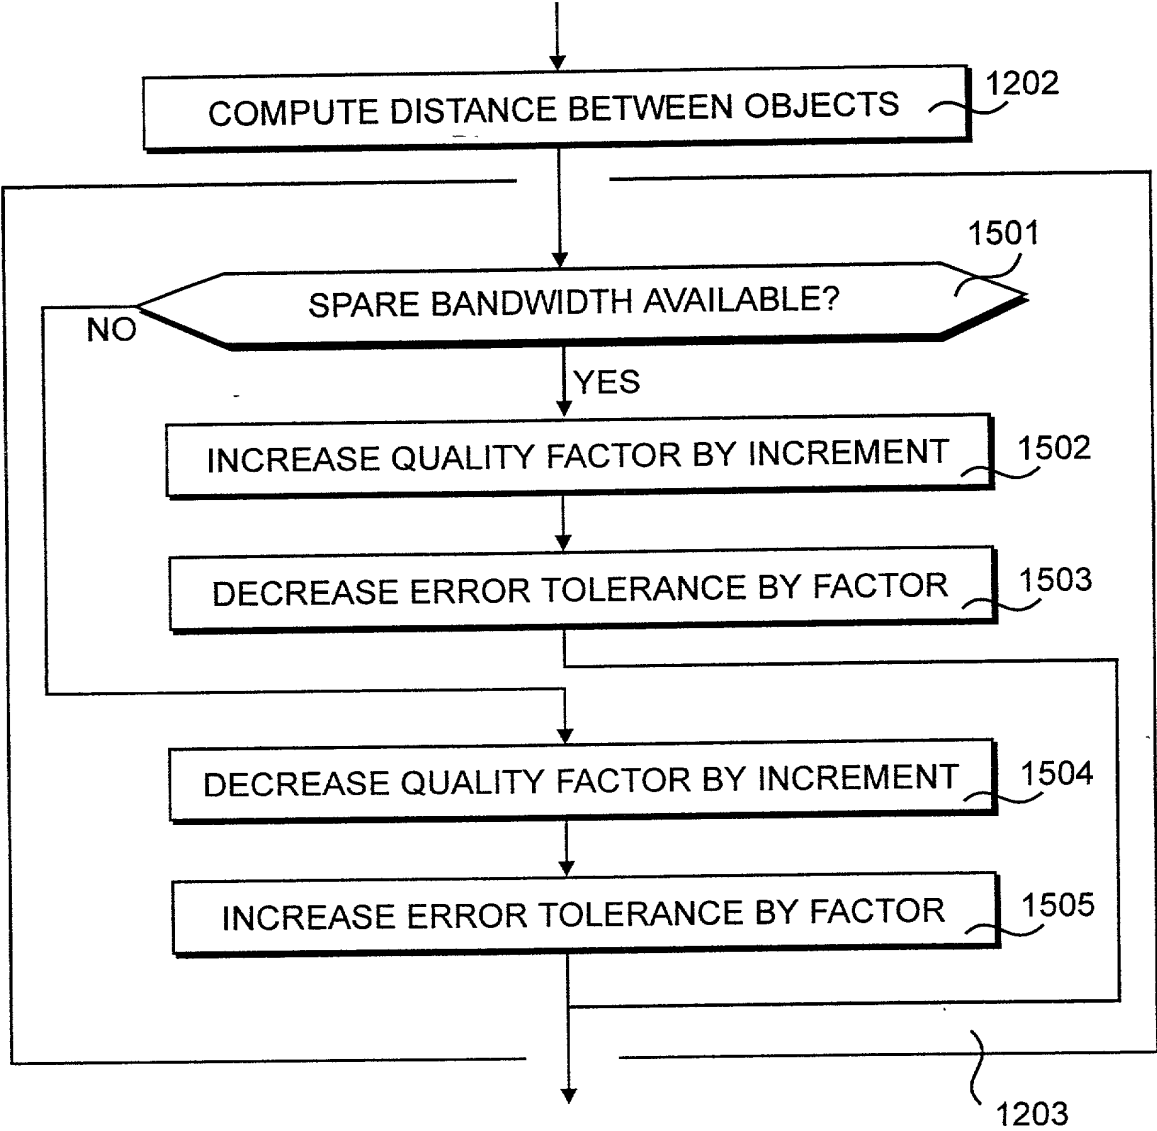 COMPUTE DISTANCE BETWEEN OBJECTS
1202
1501
SPARE BANDWIDTH AVAILABLE?
NO
YES
INCREASE QUALITY FACTOR BY INCREMENT
1502
DECREASE ERROR TOLERANCE BY FACTOR
1503
DECREASE QUALITY FACTOR BY INCREMENT
1504
INCREASE ERROR TOLERANCE BY FACTOR
1505
1203